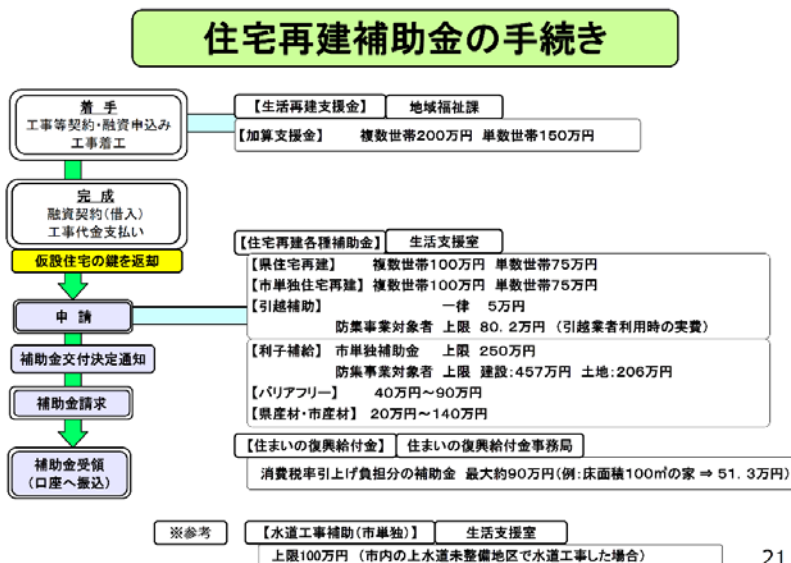 住宅再建補助金の手続き
着 手
工事等契約・融資申込み
工事着工
【生活再建支援金】 地域福祉課
【加算支援金】 複数世帯200万円 単数世帯150万円
完 成
融資契約(借入)
工事代金支払い
仮設住宅の鍵を返却
【住宅再建各種補助金】 生活支援室
【県住宅再建】 複数世帯100万円 単数世帯75万円
【市単独住宅再建】 複数世帯100万円 単数世帯75万円
【引越補助】 一律 5万円
防集事業対象者 上限 80.2万円 (引越業者利用時の実費)
申 請
【利子補給】 市単独補助金 上限 250万円
防集事業対象者 上限 建設:457万円 土地:206万円
【バリアフリー】 40万円～90万円
【県産材・市産材】 20万円～140万円
補助金交付決定通知
補助金請求
補助金受領
(口座へ振込)
【住まいの復興給付金】 住まいの復興給付金事務局
消費税率引上げ負担分の補助金 最大約90万円(例:床面積100㎡の家 ⇒ 51.3万円)
※参考 【水道工事補助(市単独)】 生活支援室
上限100万円 (市内の上水道未整備地区で水道工事した場合)
21